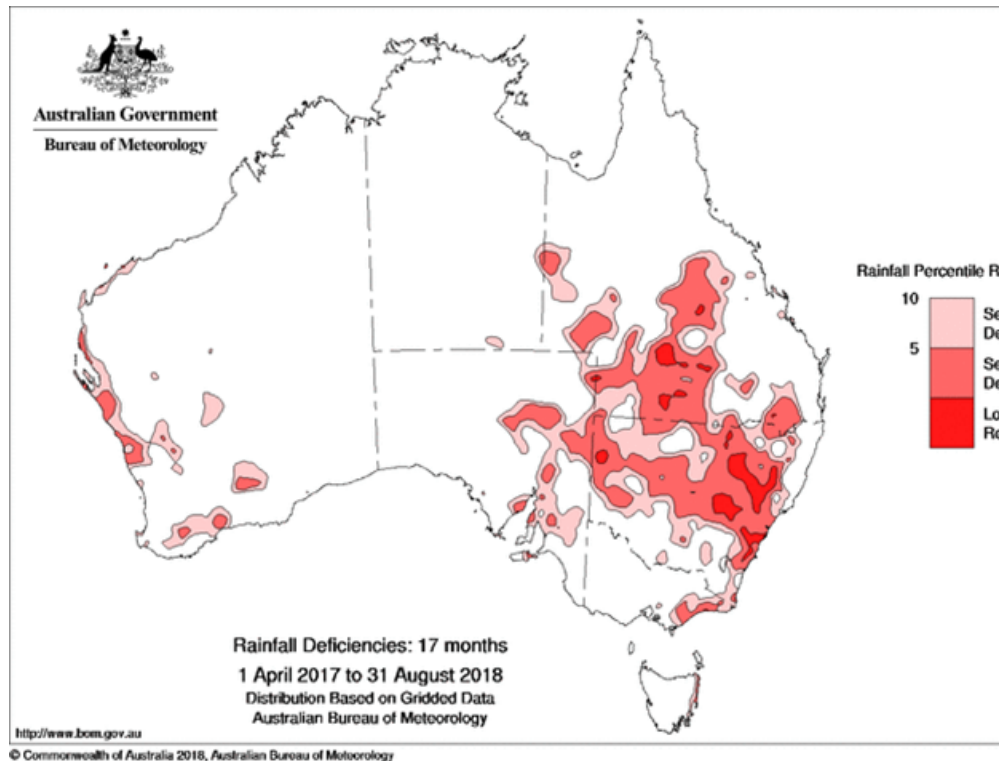 Australian Government
Bureau of Meteorology
Rainfall Percentile R
10
Se
De
5
Se
De
Lo
Ro
Rainfall Deficiencies: 17 months
1 April 2017 to 31 August 2018
Distribution Based on Gridded Data
Australian Bureau of Meteorology
http://www.bom.gov.au
© Commonwealth of Australia 2018, Australian Bureau of Meteorology